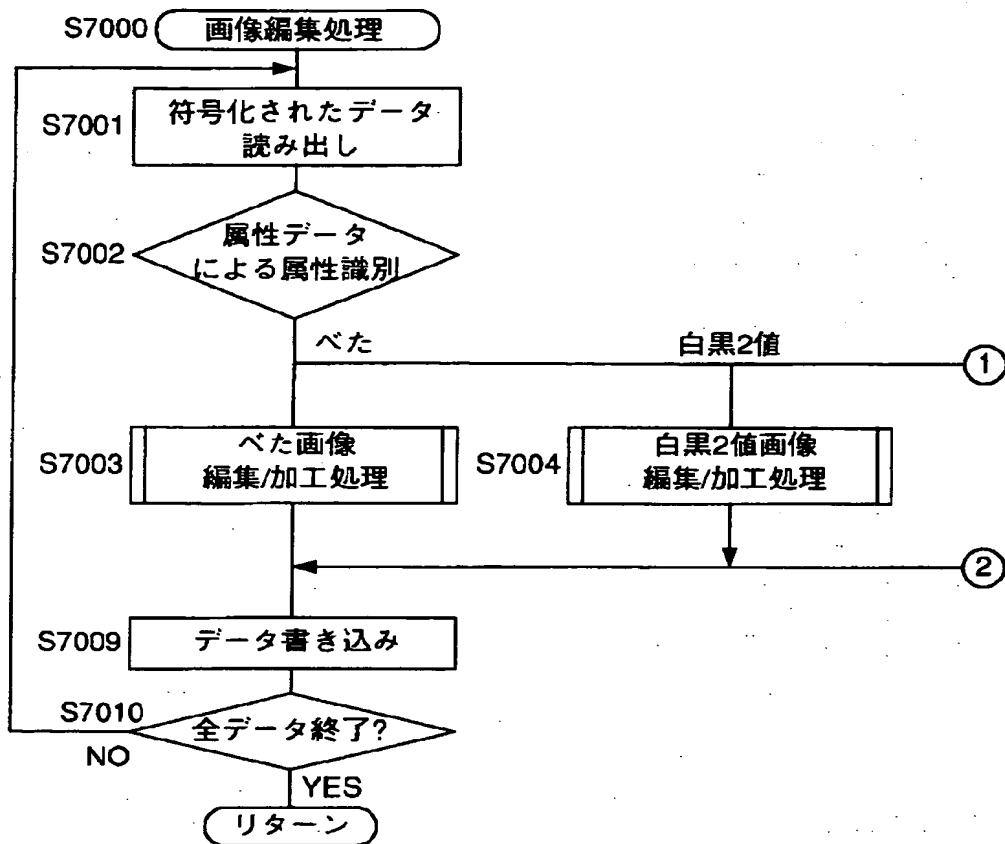 S7000
画像編集処理
S7001
符号化されたデータ
読み出し
S7002
属性データ
による属性識別
べた
白黒2値
1
S7003
べた画像
編集/加工処理
S7004
白黒2値画像
編集/加工処理
2
S7009
データ書き込み
S7010
全データ終了?
NO
YES
リターン